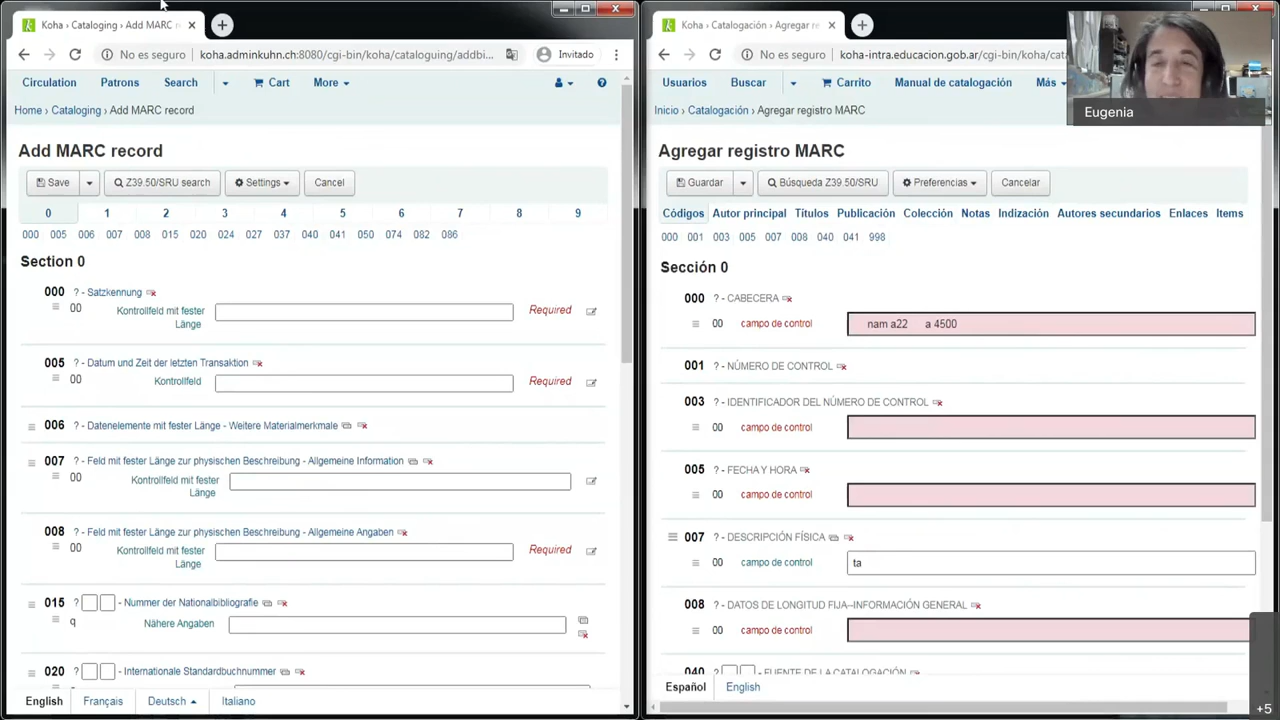 Koha › Cataloging › Add MARC r
No es seguro
koha.adminkuhn.ch:8080/cgi-bin/koha/cataloguing/addbi...
Invitado
Circulation
Patrons
Search
Cart
More
Home › Cataloging › Add MARC record
Add MARC record
Save
Z39.50/SRU search
Settings
Cancel
0 1 2 3 4 5 6 7 8 9
000 005 006 007 008 015 020 024 027 037 040 041 050 074 082 086
Section 0
000 ? - Satzkennung
00 Kontrollfeld mit fester Länge Required
005 ? - Datum und Zeit der letzten Transaktion
00 Kontrollfeld Required
006 ? - Datenelemente mit fester Länge - Weitere Materialmerkmale
007 ? - Feld mit fester Länge zur physischen Beschreibung - Allgemeine Information
00 Kontrollfeld mit fester Länge
008 ? - Feld mit fester Länge zur physischen Beschreibung - Allgemeine Angaben
00 Kontrollfeld mit fester Länge Required
015 ? - Nummer der Nationalbibliografie
q Nähere Angaben
020 ? - Internationale Standardbuchnummer
English Français Deutsch Italiano
Koha › Catalogación › Agregar re
No es seguro
koha-intra.educacion.gob.ar/cgi-bin/koha/cat
Usuarios
Buscar
Carrito
Manual de catalogación
Más
Inicio › Catalogación › Agregar registro MARC
Agregar registro MARC
Guardar
Búsqueda Z39.50/SRU
Preferencias
Cancelar
Códigos Autor principal Títulos Publicación Colección Notas Indización Autores secundarios Enlaces Items
000 001 003 005 007 008 040 041 998
Sección 0
000 ? - CABECERA
00 campo de control nam a22 a 4500
001 ? - NÚMERO DE CONTROL
003 ? - IDENTIFICADOR DEL NÚMERO DE CONTROL
00 campo de control
005 ? - FECHA Y HORA
00 campo de control
007 ? - DESCRIPCIÓN FÍSICA
00 campo de control ta
008 ? - DATOS DE LONGITUD FIJA--INFORMACIÓN GENERAL
00 campo de control
040 ? - FUENTE DE LA CATALOGACIÓN
Español English
Eugenia
+5